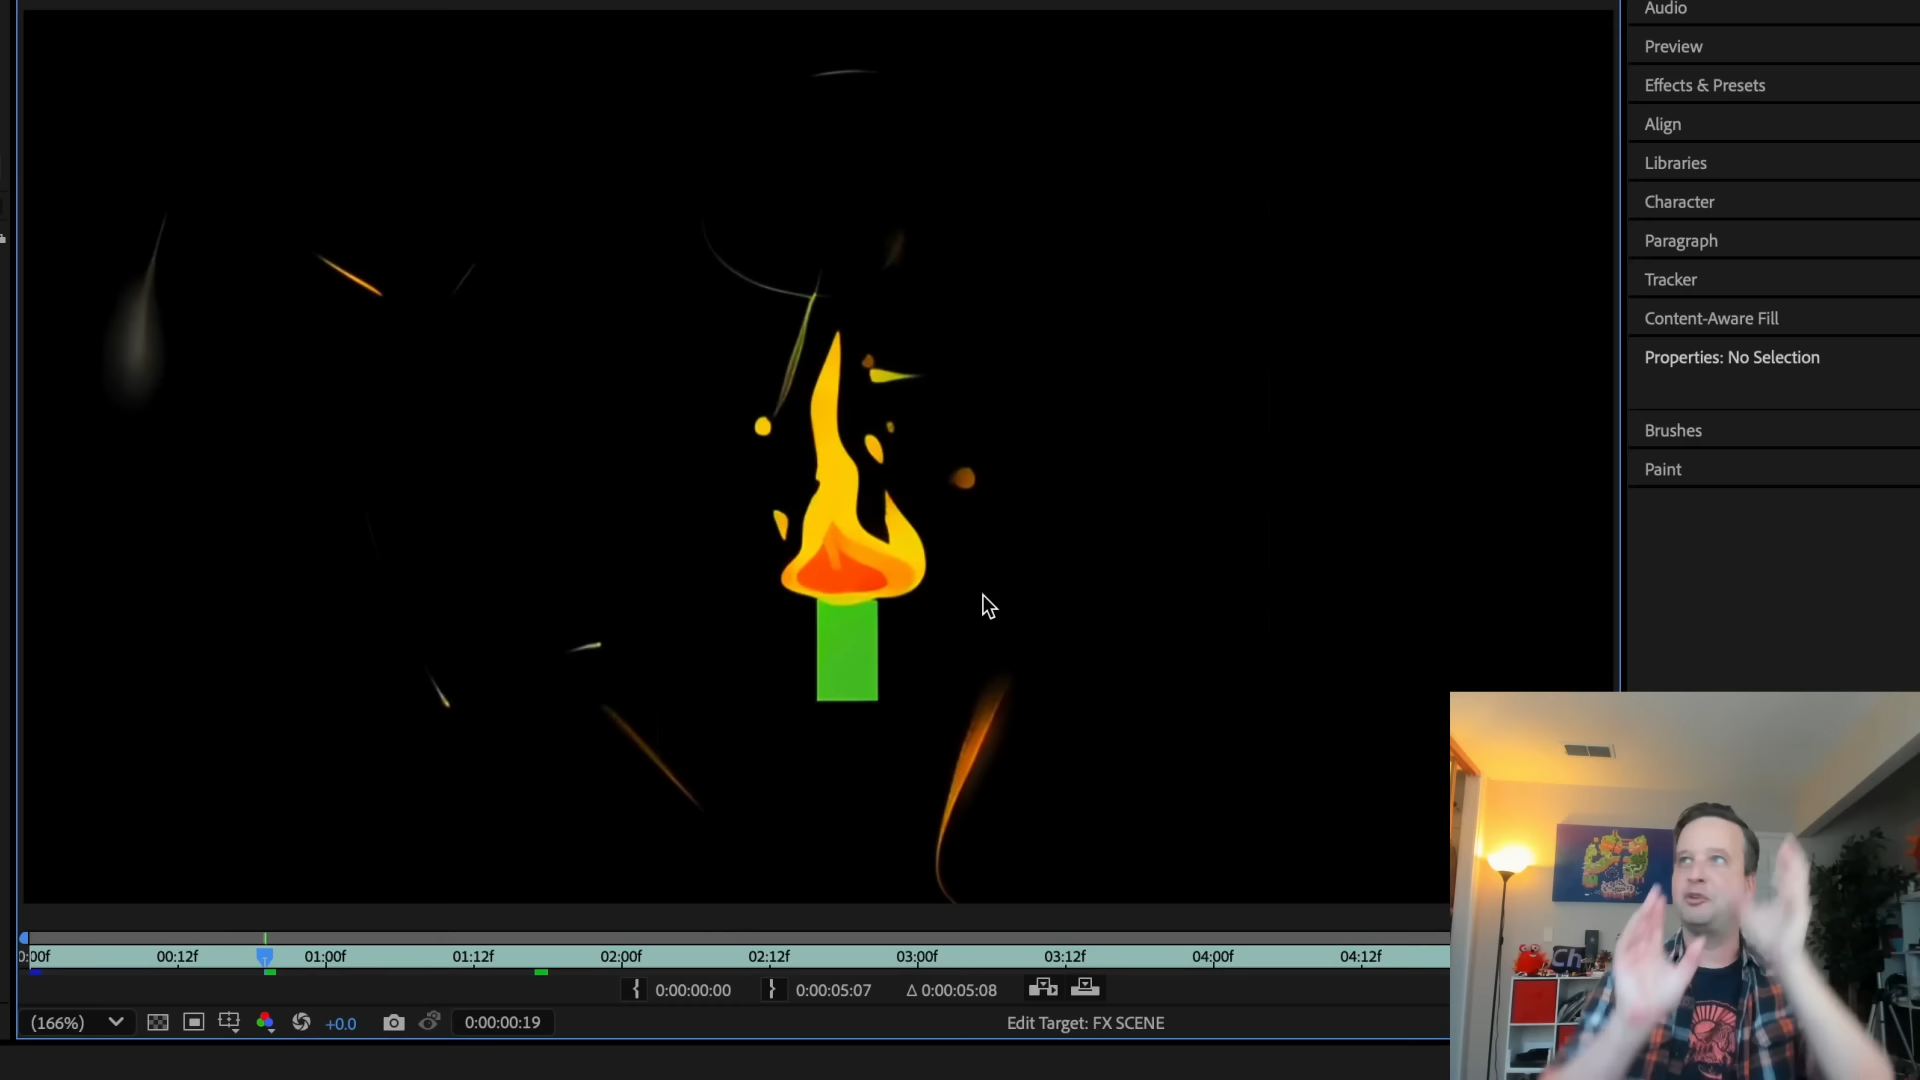 Audio
Preview
Effects & Presets
Align
Libraries
Character
Paragraph
Tracker
Content-Aware Fill
Properties: No Selection
Brushes
Paint
0:00f 00:12f 01:00f 01:12f 02:00f 02:12f 03:00f 03:12f 04:00f 04:12f
{ 0:00:00:00 } 0:00:05:07 Δ 0:00:05:08
(166%) +0.0 0:00:00:19 Edit Target: FX SCENE
Ch